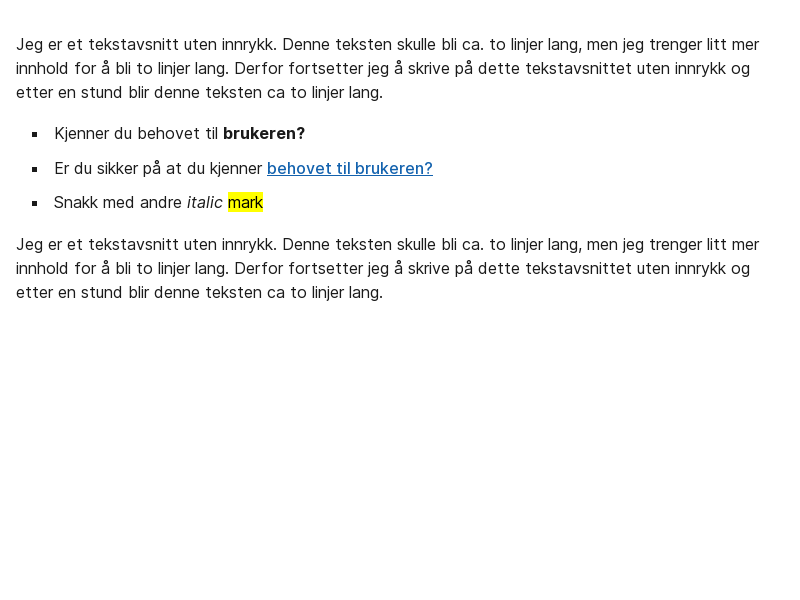 Jeg er et tekstavsnitt uten innrykk. Denne teksten skulle bli ca. to linjer lang, men jeg trenger litt mer
innhold for å bli to linjer lang. Derfor fortsetter jeg å skrive på dette tekstavsnittet uten innrykk og
etter en stund blir denne teksten ca to linjer lang.
▪ Kjenner du behovet til brukeren?
▪ Er du sikker på at du kjenner behovet til brukeren?
▪ Snakk med andre italic mark
Jeg er et tekstavsnitt uten innrykk. Denne teksten skulle bli ca. to linjer lang, men jeg trenger litt mer
innhold for å bli to linjer lang. Derfor fortsetter jeg å skrive på dette tekstavsnittet uten innrykk og
etter en stund blir denne teksten ca to linjer lang.